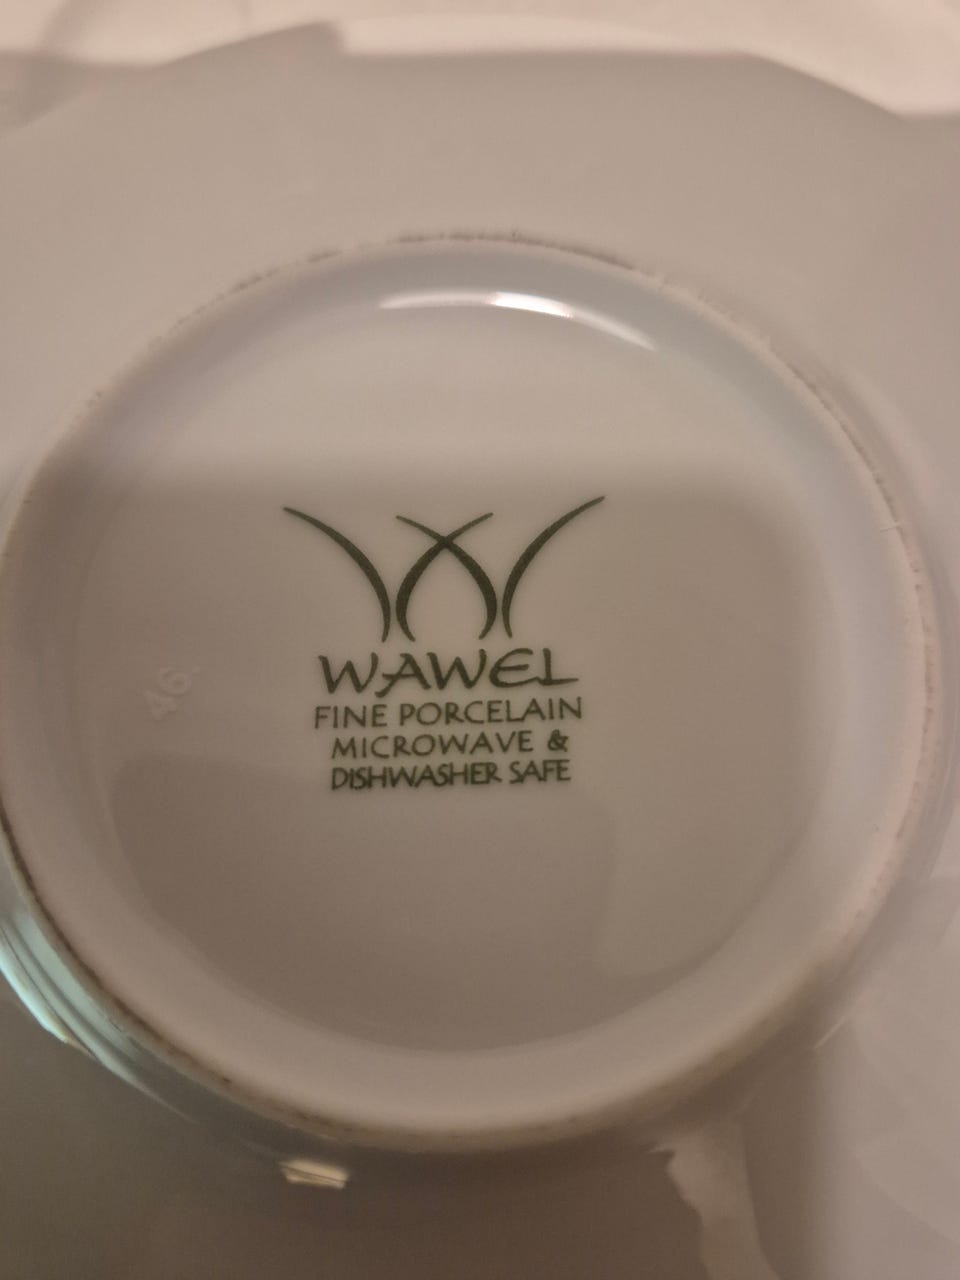 WAWEL
FINE PORCELAIN
MICROWAVE &
DISHWASHER SAFE
46.